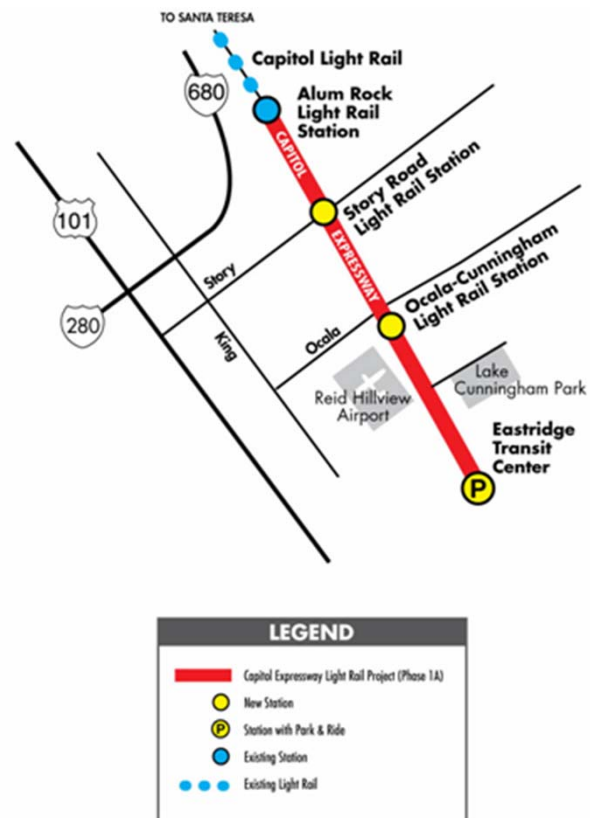 TO SANTA TERESA
Capitol Light Rail
680
Alum Rock
Light Rail
Station
CAPITOL
101
Story Road
Light Rail Station
EXPRESSWAY
Story
280
King
Ocala
Ocala-Cunningham
Light Rail Station
Reid Hillview
Airport
Lake
Cunningham Park
Eastridge
Transit
Center
P
LEGEND
Capitol Expressway Light Rail Project (Phase 1A)
New Station
P
Station with Park & Ride
Existing Station
Existing Light Rail